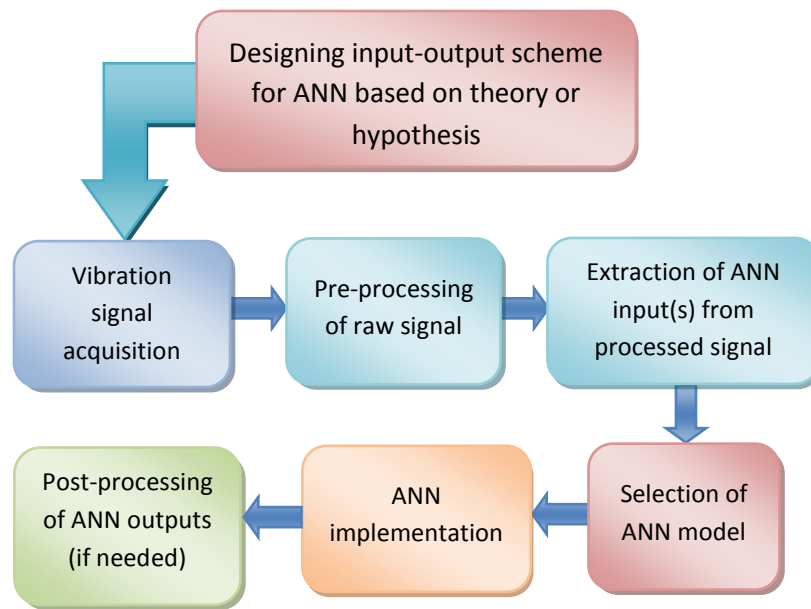 Designing input-output scheme
for ANN based on theory or
hypothesis
Vibration
signal
acquisition
Pre-processing
of raw signal
Extraction of ANN
input(s) from
processed signal
Selection of
ANN model
ANN
implementation
Post-processing
of ANN outputs
(if needed)